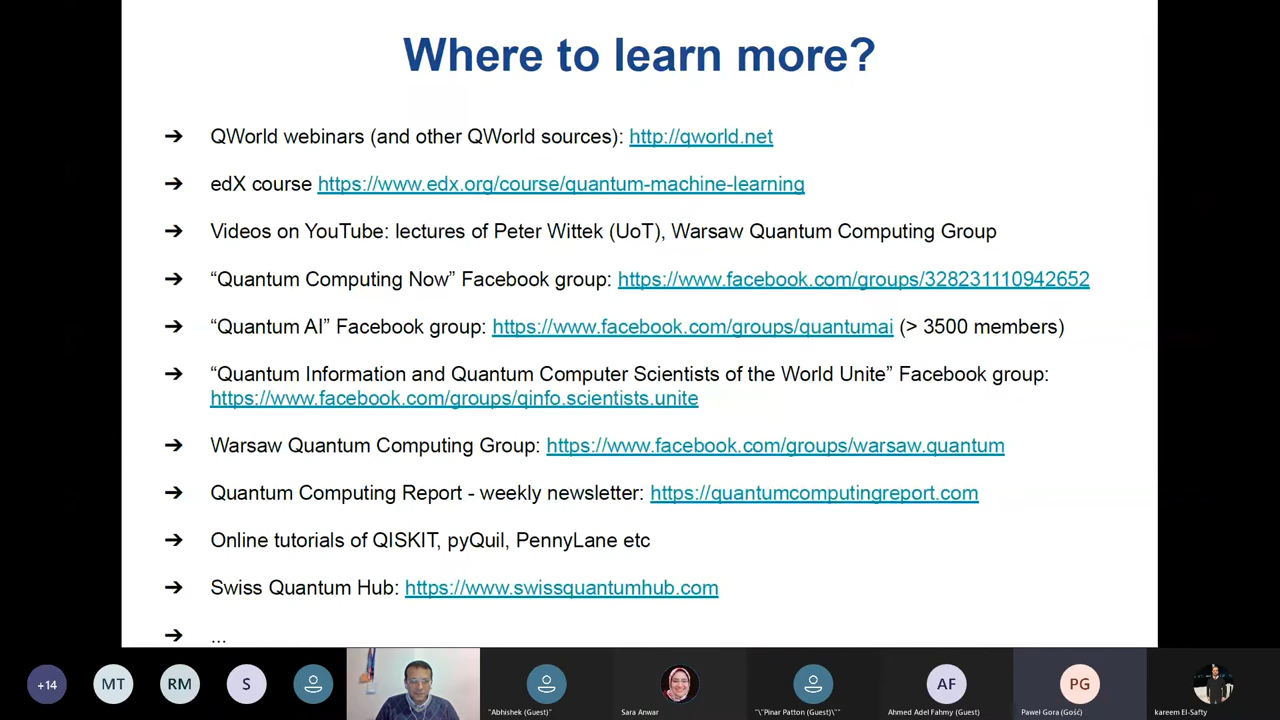 Where to learn more?
➔ QWorld webinars (and other QWorld sources): http://qworld.net
➔ edX course https://www.edx.org/course/quantum-machine-learning
➔ Videos on YouTube: lectures of Peter Wittek (UoT), Warsaw Quantum Computing Group
➔ “Quantum Computing Now” Facebook group: https://www.facebook.com/groups/328231110942652
➔ “Quantum AI” Facebook group: https://www.facebook.com/groups/quantumai (> 3500 members)
➔ “Quantum Information and Quantum Computer Scientists of the World Unite” Facebook group:
https://www.facebook.com/groups/qinfo.scientists.unite
➔ Warsaw Quantum Computing Group: https://www.facebook.com/groups/warsaw.quantum
➔ Quantum Computing Report - weekly newsletter: https://quantumcomputingreport.com
➔ Online tutorials of QISKIT, pyQuil, PennyLane etc
➔ Swiss Quantum Hub: https://www.swissquantumhub.com
➔ ...
+14 MT RM S AF PG
"Abhishek (Guest)" Sara Anwar "\"Pinar Patton (Guest)\"" Ahmed Adel Fahmy (Guest) Paweł Gora (Gość) kareem El-Safty